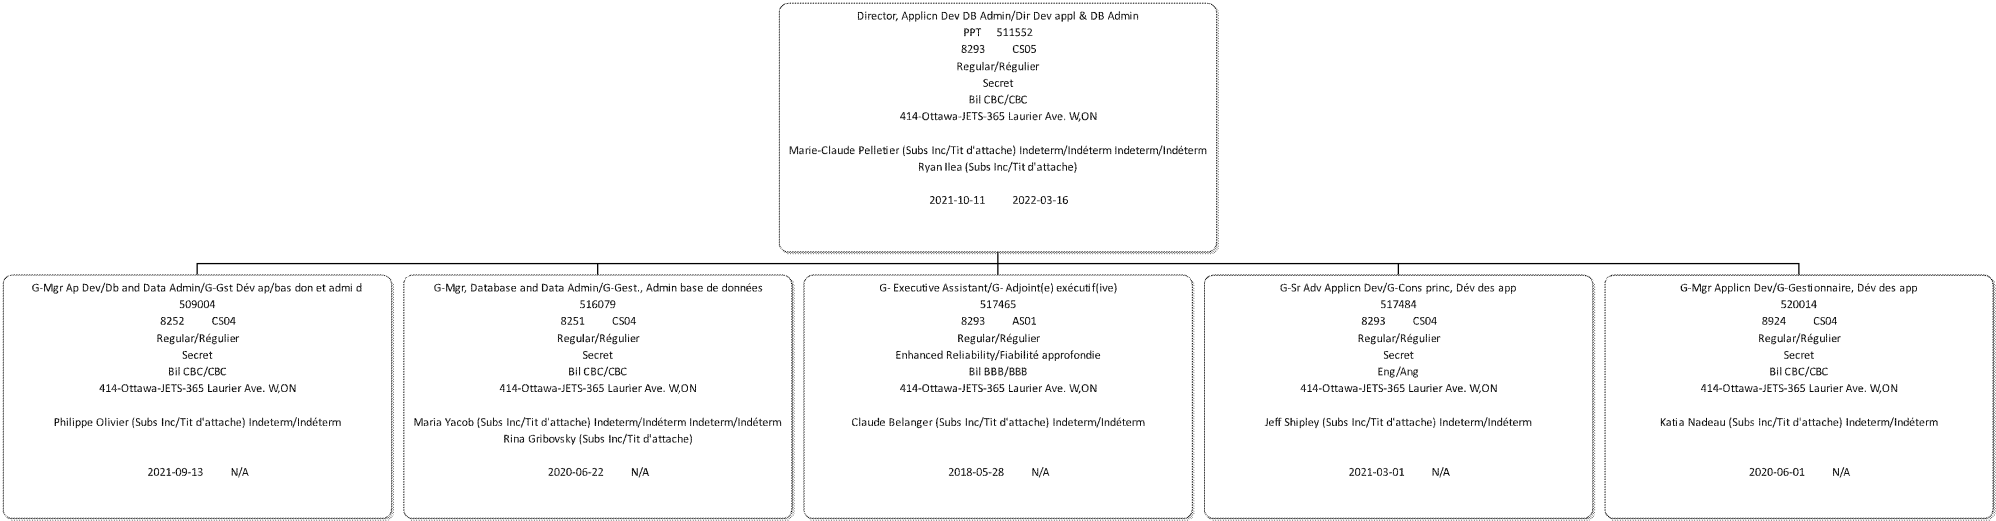 Director, Applicn Dev DB Admin/Dir Dev appl & DB Admin
PPT 511552
8293 CS05
Regular/Régulier
Secret
Bil CBC/CBC
414-Ottawa-JETS-365 Laurier Ave. W,ON
Marie-Claude Pelletier (Subs Inc/Tit d'attache) Indeterm/Indéterm Indeterm/Indéterm
Ryan Ilea (Subs Inc/Tit d'attache)
2021-10-11 2022-03-16
G-Mgr Ap Dev/Db and Data Admin/G-Gst Dév ap/bas don et admi d
509004
8252 CS04
Regular/Régulier
Secret
Bil CBC/CBC
414-Ottawa-JETS-365 Laurier Ave. W,ON
Philippe Olivier (Subs Inc/Tit d'attache) Indeterm/Indéterm
2021-09-13 N/A
G-Mgr, Database and Data Admin/G-Gest., Admin base de données
516079
8251 CS04
Regular/Régulier
Secret
Bil CBC/CBC
414-Ottawa-JETS-365 Laurier Ave. W,ON
Maria Yacob (Subs Inc/Tit d'attache) Indeterm/Indéterm Indeterm/Indéterm
Rina Gribovsky (Subs Inc/Tit d'attache)
2020-06-22 N/A
G- Executive Assistant/G- Adjoint(e) exécutif(ive)
517465
8293 AS01
Regular/Régulier
Enhanced Reliability/Fiabilité approfondie
Bil BBB/BBB
414-Ottawa-JETS-365 Laurier Ave. W,ON
Claude Belanger (Subs Inc/Tit d'attache) Indeterm/Indéterm
2018-05-28 N/A
G-Sr Adv Applicn Dev/G-Cons princ, Dév des app
517484
8293 CS04
Regular/Régulier
Secret
Eng/Ang
414-Ottawa-JETS-365 Laurier Ave. W,ON
Jeff Shipley (Subs Inc/Tit d'attache) Indeterm/Indéterm
2021-03-01 N/A
G-Mgr Applicn Dev/G-Gestionnaire, Dév des app
520014
8924 CS04
Regular/Régulier
Secret
Bil CBC/CBC
414-Ottawa-JETS-365 Laurier Ave. W,ON
Katia Nadeau (Subs Inc/Tit d'attache) Indeterm/Indéterm
2020-06-01 N/A